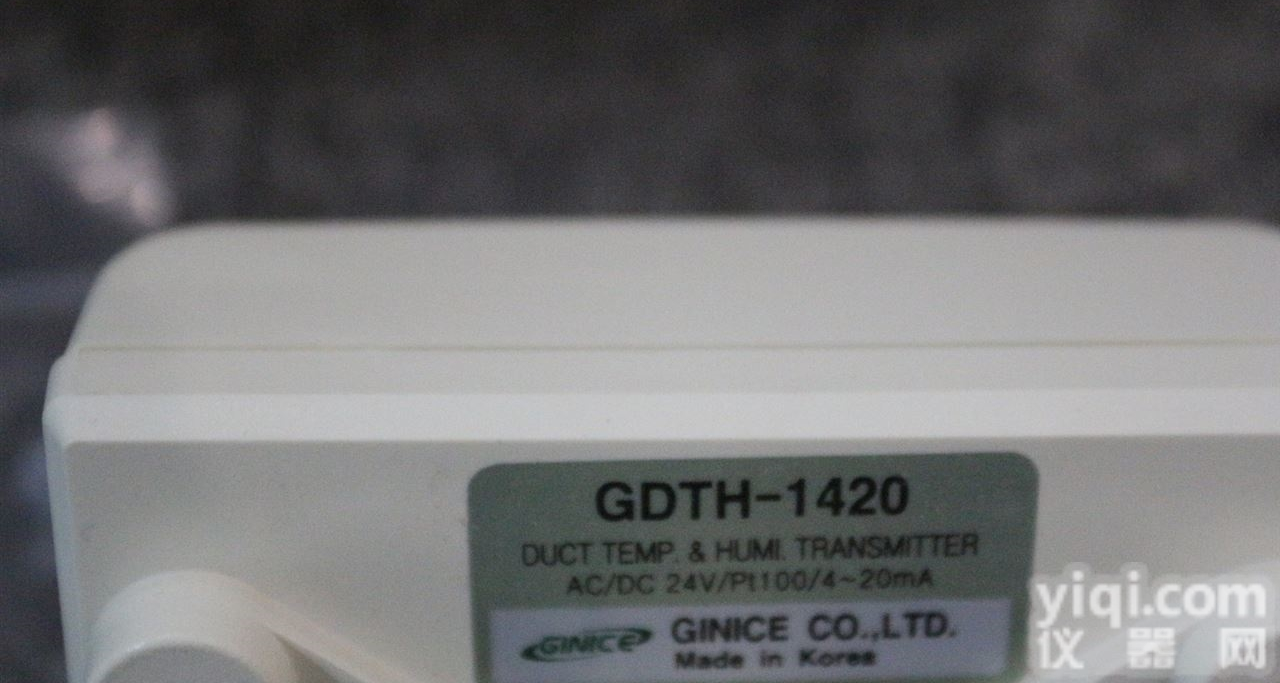 GDTH-1420
DUCT TEMP. & HUMI. TRANSMITTER
AC/DC 24V/Pt100/4~20mA
GINICE GINICE CO.,LTD.
Made in Korea
yiqi.com
仪器网